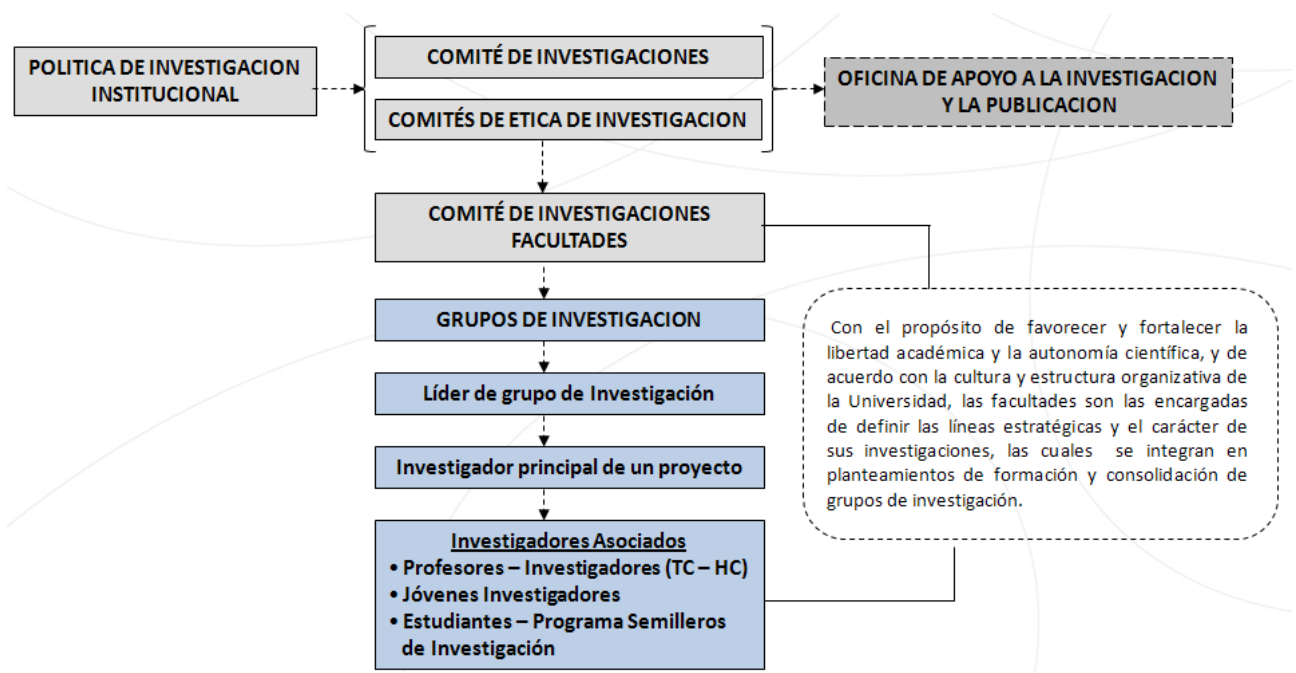 POLITICA DE INVESTIGACION
INSTITUCIONAL
COMITÉ DE INVESTIGACIONES
COMITÉS DE ETICA DE INVESTIGACION
OFICINA DE APOYO A LA INVESTIGACION
Y LA PUBLICACION
COMITÉ DE INVESTIGACIONES
FACULTADES
GRUPOS DE INVESTIGACION
Líder de grupo de Investigación
Investigador principal de un proyecto
Investigadores Asociados
• Profesores – Investigadores (TC – HC)
• Jóvenes Investigadores
• Estudiantes – Programa Semilleros
de Investigación
Con el propósito de favorecer y fortalecer la
libertad académica y la autonomía científica, y de
acuerdo con la cultura y estructura organizativa de
la Universidad, las facultades son las encargadas
de definir las líneas estratégicas y el carácter de
sus investigaciones, las cuales se integran en
planteamientos de formación y consolidación de
grupos de investigación.